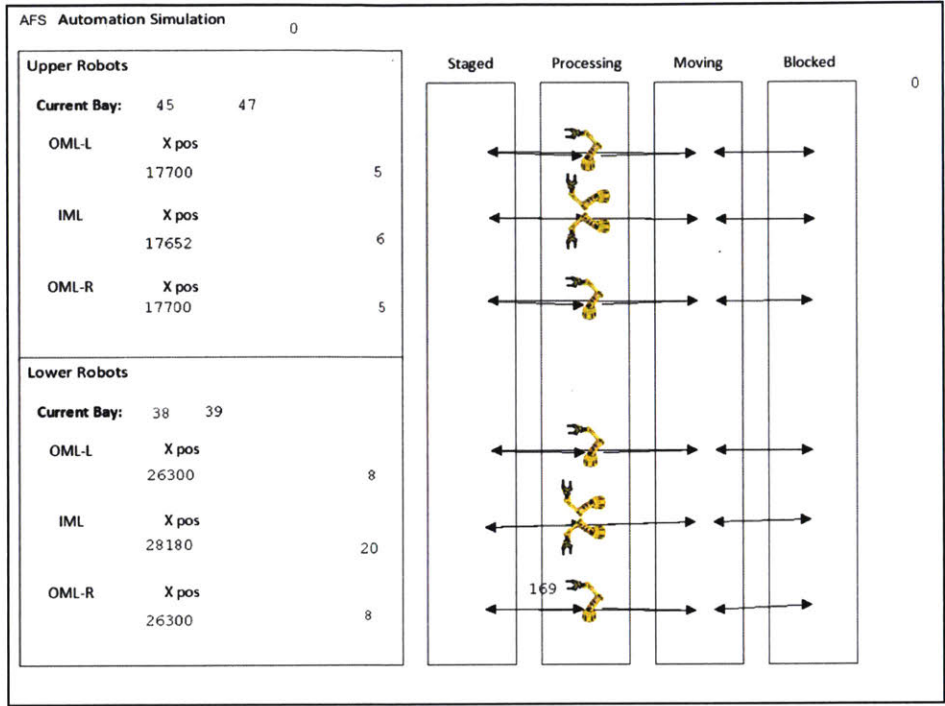 AFS Automation Simulation
0
Upper Robots
Current Bay: 45 47
OML-L X pos
17700 5
IML X pos
17652 6
OML-R X pos
17700 5
Lower Robots
Current Bay: 38 39
OML-L X pos
26300 8
IML X pos
28180 20
OML-R X pos
26300 8
Staged Processing Moving Blocked
0
169